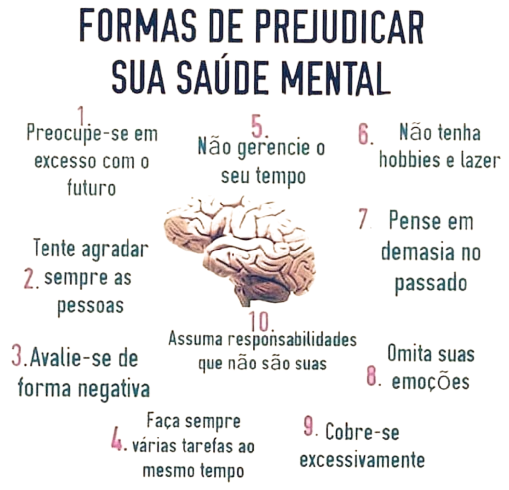 FORMAS DE PREJUDICAR
SUA SAÚDE MENTAL
1.
Preocupe-se em
excesso com o
futuro
Tente agradar
2. sempre as
pessoas
3. Avalie-se de
forma negativa
Faça sempre
4. várias tarefas ao
mesmo tempo
5.
Não gerencie o
seu tempo
6. Não tenha
hobbies e lazer
7. Pense em
demasia no
passado
Omita suas
8. emoções
9. Cobre-se
excessivamente
10.
Assuma responsabilidades
que não são suas